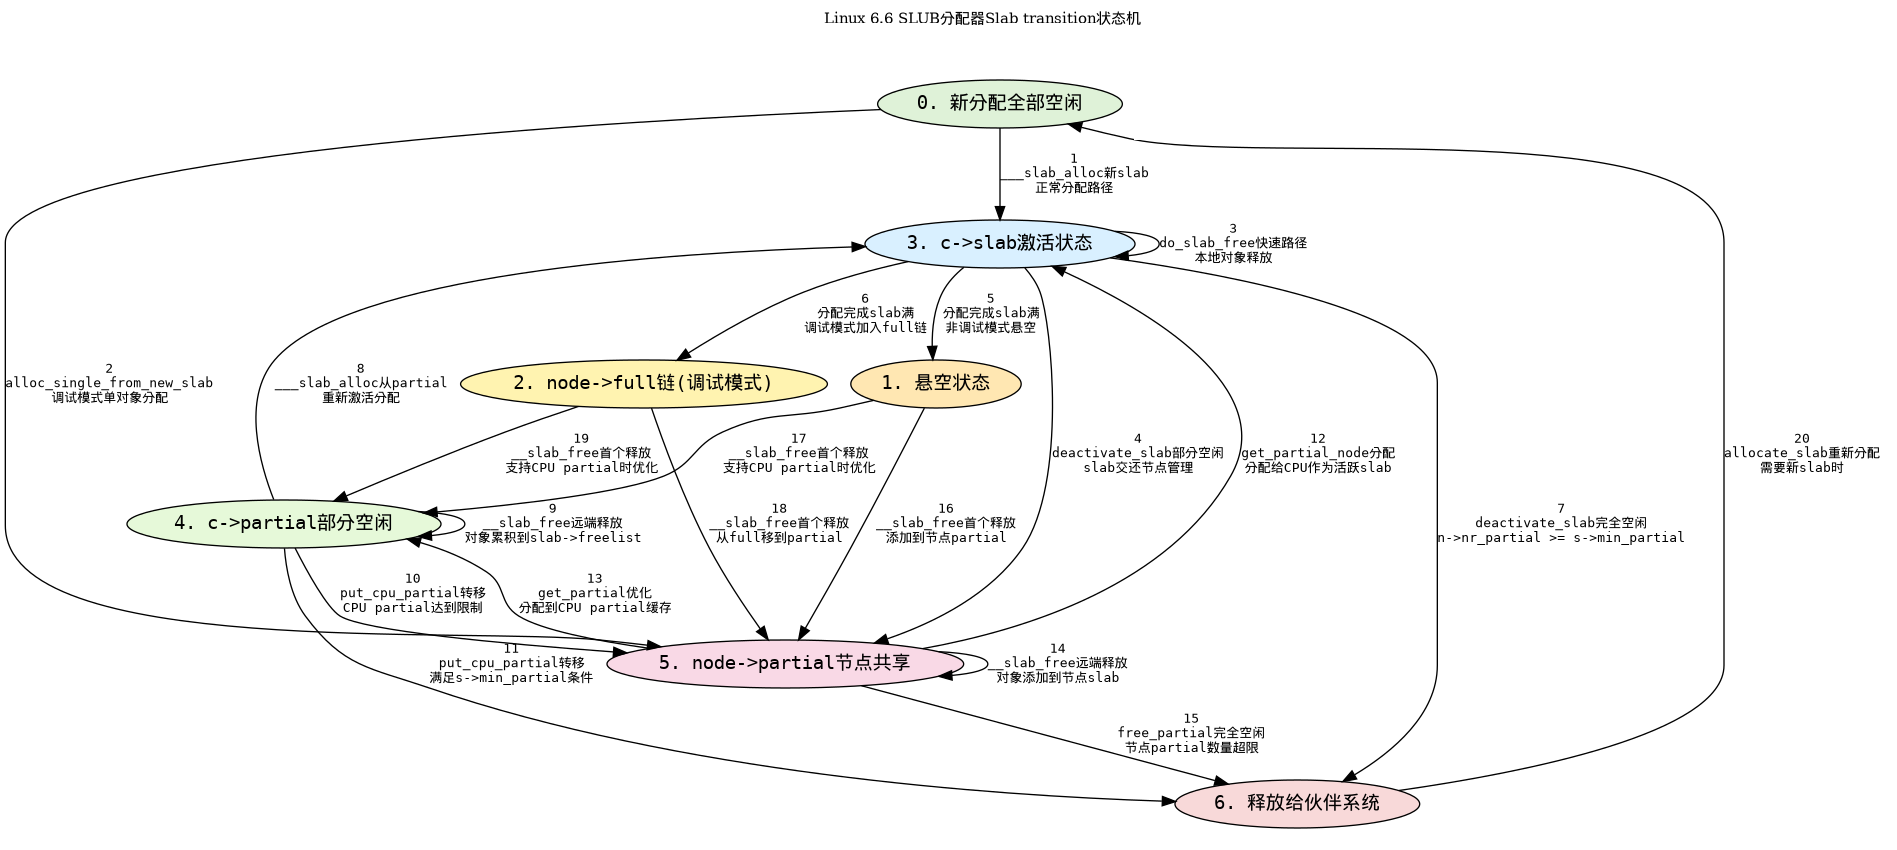 Linux 6.6 SLUB分配器Slab transition状态机
0. 新分配全部空闲
1
___slab_alloc新slab
正常分配路径
3. c->slab激活状态
3
do_slab_free快速路径
本地对象释放
6
分配完成slab满
调试模式加入full链
5
分配完成slab满
非调试模式悬空
2
alloc_single_from_new_slab
调试模式单对象分配
8
___slab_alloc从partial
重新激活分配
2. node->full链(调试模式)
1. 悬空状态
19
__slab_free首个释放
支持CPU partial时优化
17
__slab_free首个释放
支持CPU partial时优化
4
deactivate_slab部分空闲
slab交还节点管理
12
get_partial_node分配
分配给CPU作为活跃slab
20
allocate_slab重新分配
需要新slab时
4. c->partial部分空闲
9
__slab_free远端释放
对象累积到slab->freelist
18
__slab_free首个释放
从full移到partial
16
__slab_free首个释放
添加到节点partial
7
deactivate_slab完全空闲
n->nr_partial >= s->min_partial
10
put_cpu_partial转移
CPU partial达到限制
13
get_partial优化
分配到CPU partial缓存
11
put_cpu_partial转移
满足s->min_partial条件
5. node->partial节点共享
14
__slab_free远端释放
对象添加到节点slab
15
free_partial完全空闲
节点partial数量超限
6. 释放给伙伴系统